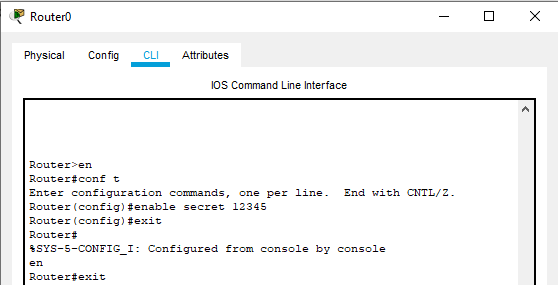 Router0
Physical Config CLI Attributes
IOS Command Line Interface
Router>en
Router#conf t
Enter configuration commands, one per line.  End with CNTL/Z.
Router(config)#enable secret 12345
Router(config)#exit
Router#
%SYS-5-CONFIG_I: Configured from console by console
en
Router#exit